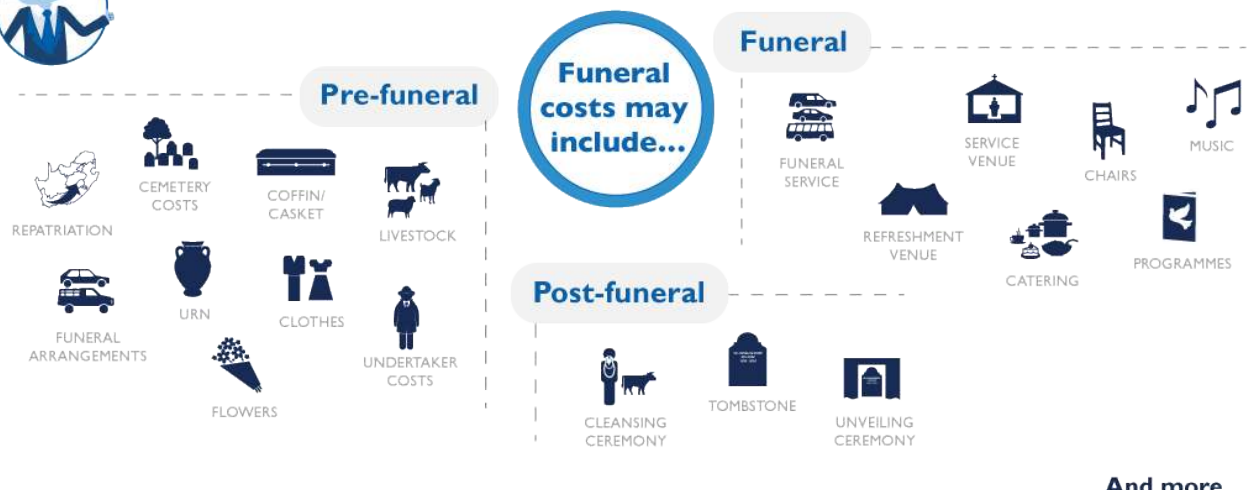 Funeral
costs may
include...
Pre-funeral
REPATRIATION
CEMETERY
COSTS
COFFIN/
CASKET
LIVESTOCK
FUNERAL
ARRANGEMENTS
URN
CLOTHES
UNDERTAKER
COSTS
FLOWERS
Funeral
FUNERAL
SERVICE
SERVICE
VENUE
CHAIRS
MUSIC
REFRESHMENT
VENUE
CATERING
PROGRAMMES
Post-funeral
CLEANSING
CEREMONY
TOMBSTONE
UNVEILING
CEREMONY
And more